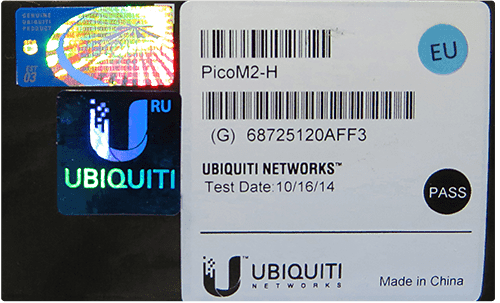 GENUINE
UBIQUITI
PRODUCT
EST
03
RU
UBIQUITI
EU
PicoM2-H
(G) 68725120AFF3
UBIQUITI NETWORKS™
Test Date: 10/16/14
PASS
UBIQUITI
NETWORKS
Made in China